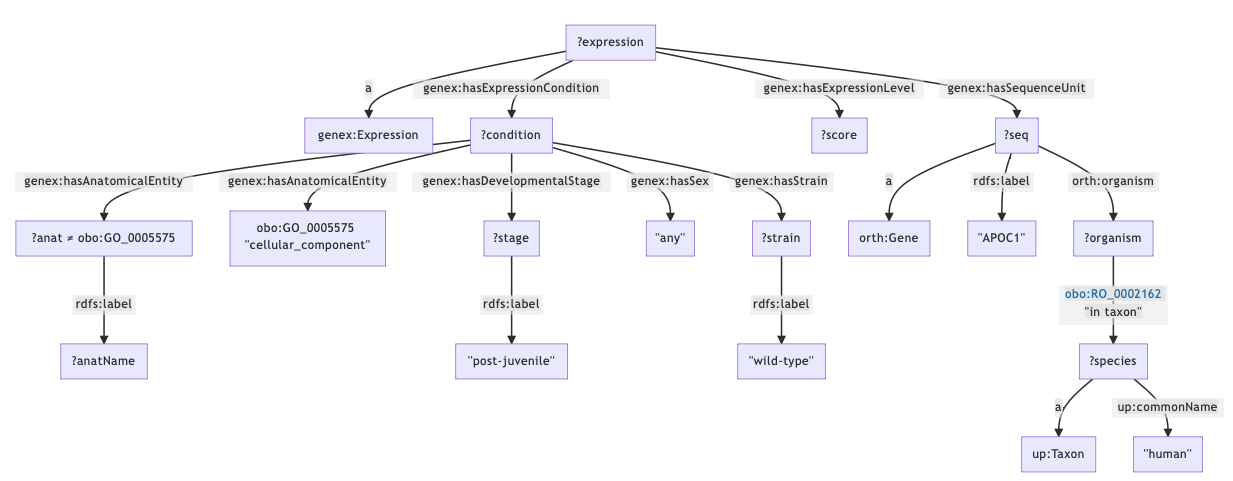 ?expression
a
genex:hasExpressionCondition
genex:hasExpressionLevel
genex:hasSequenceUnit
genex:Expression
?condition
?score
?seq
genex:hasAnatomicalEntity
genex:hasAnatomicalEntity
genex:hasDevelopmentalStage
genex:hasSex
genex:hasStrain
a
rdfs:label
orth:organism
?anat ≠ obo:GO_0005575
obo:GO_0005575
"cellular_component"
?stage
"any"
?strain
orth:Gene
"APOC1"
?organism
rdfs:label
rdfs:label
rdfs:label
obo:RO_0002162
"in taxon"
?anatName
"post-juvenile"
"wild-type"
?species
a
up:commonName
up:Taxon
"human"